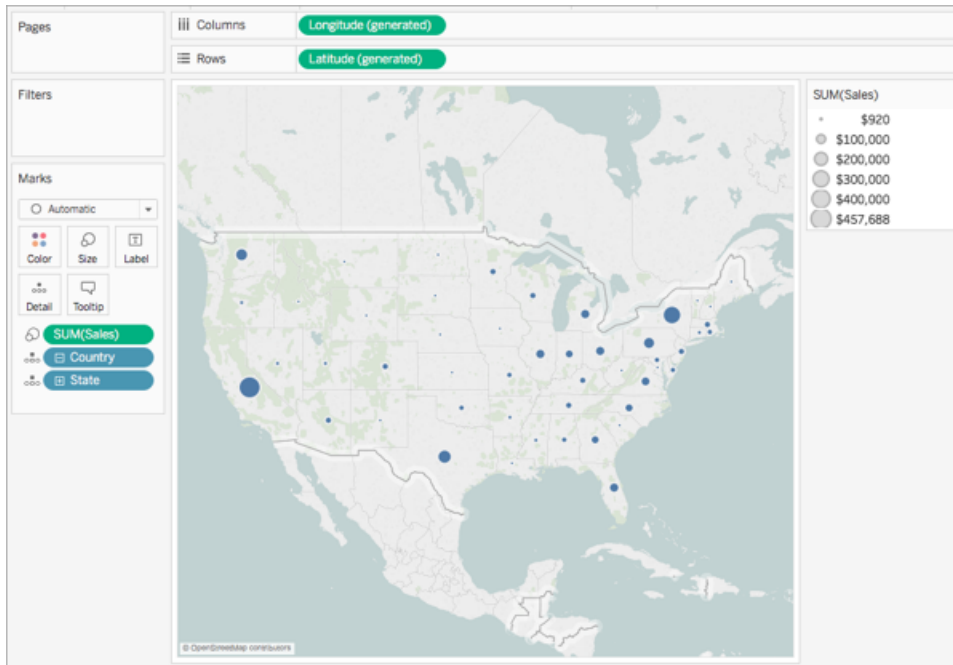 Pages
Columns
Longitude (generated)
Rows
Latitude (generated)
Filters
Marks
Automatic
Color
Size
Label
Detail
Tooltip
SUM(Sales)
Country
State
© OpenStreetMap contributors
SUM(Sales)
$920
$100,000
$200,000
$300,000
$400,000
$457,688